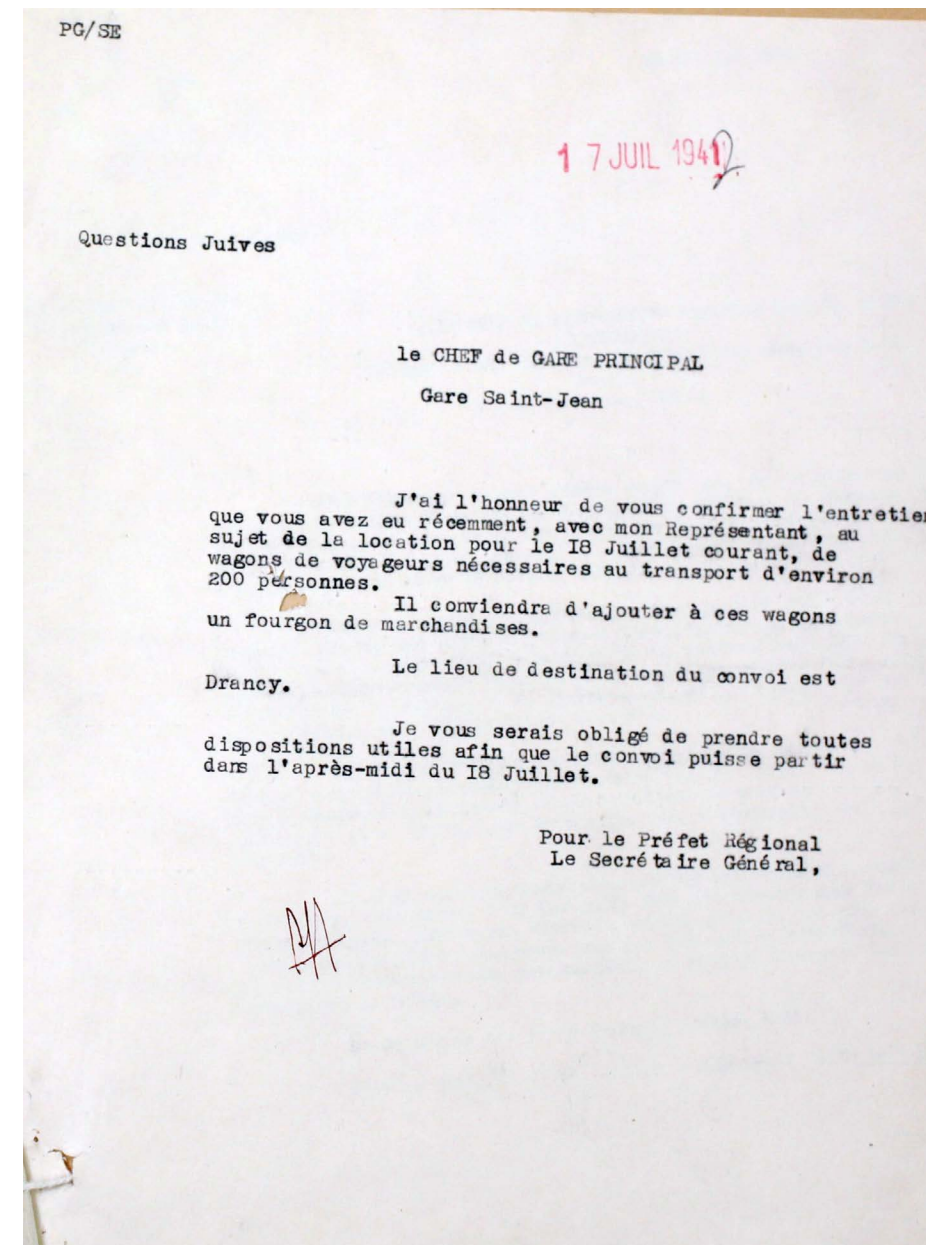 PG/SE
1 7 JUIL 1942
Questions Juives
le CHEF de GARE PRINCIPAL
Gare Saint-Jean
J'ai l'honneur de vous confirmer l'entretien
que vous avez eu récemment, avec mon Représentant, au
sujet de la location pour le I8 Juillet courant, de
wagons de voyageurs nécessaires au transport d'environ
200 personnes.
Il conviendra d'ajouter à ces wagons
un fourgon de marchandises.
Le lieu de destination du convoi est
Drancy.
Je vous serais obligé de prendre toutes
dispositions utiles afin que le convoi puisse partir
dans l'après-midi du I8 Juillet.
Pour le Préfet Régional
Le Secrétaire Général,